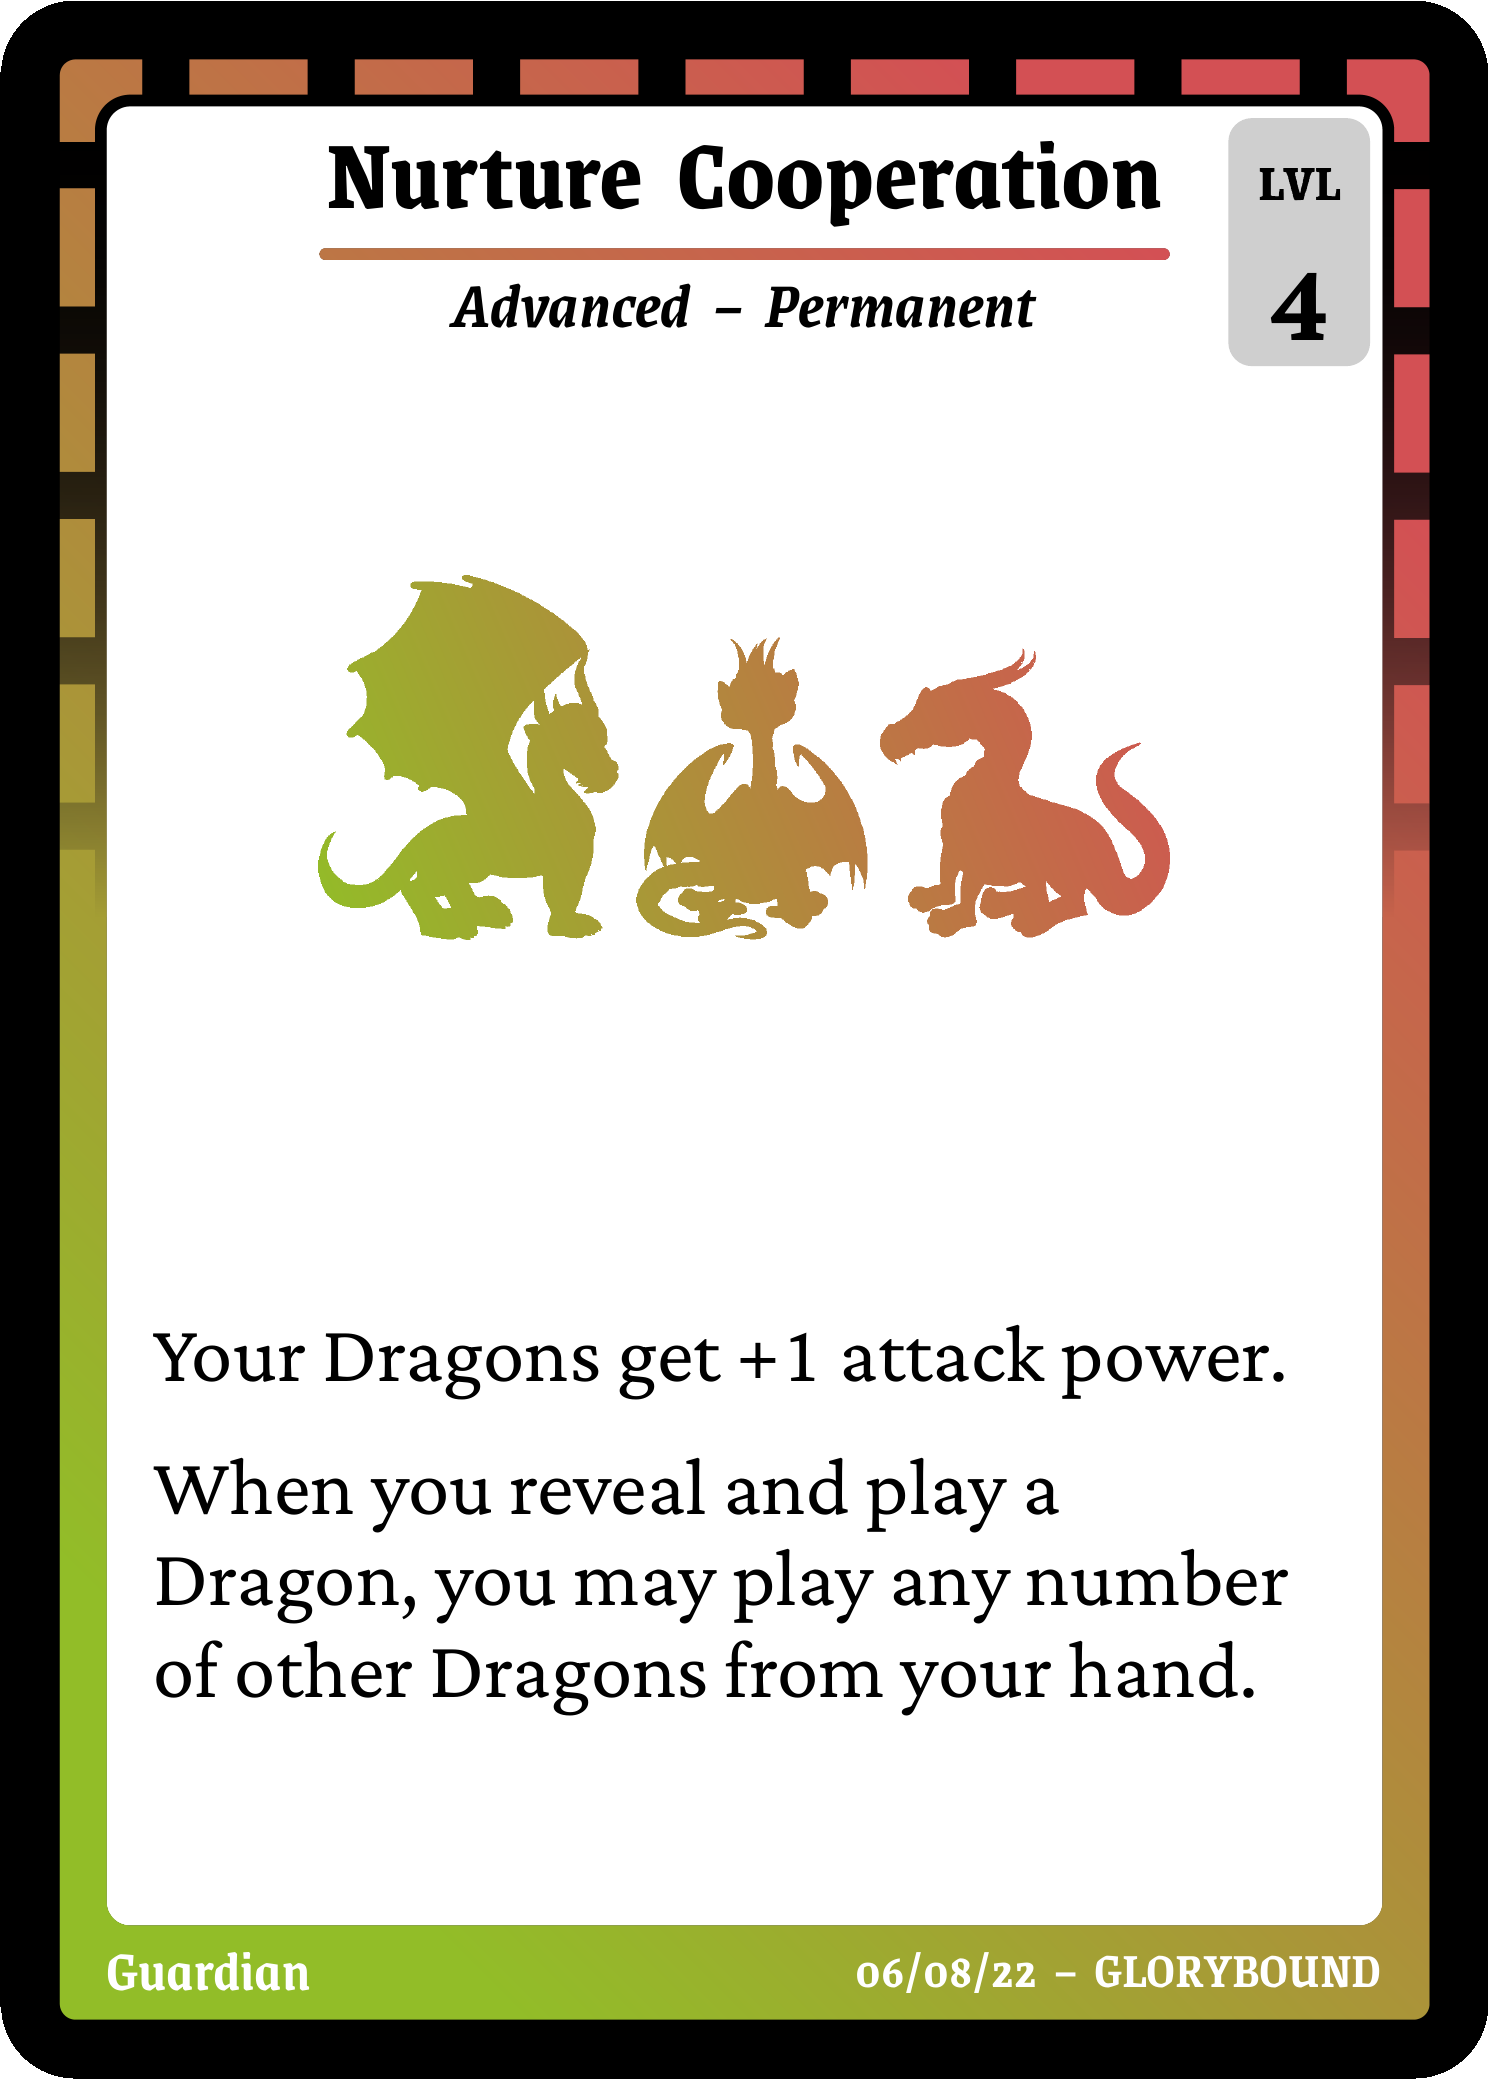 Nurture Cooperation
LVL
4
Advanced – Permanent
Your Dragons get +1 attack power.
When you reveal and play a
Dragon, you may play any number
of other Dragons from your hand.
Guardian
06/08/22 – GLORYBOUND